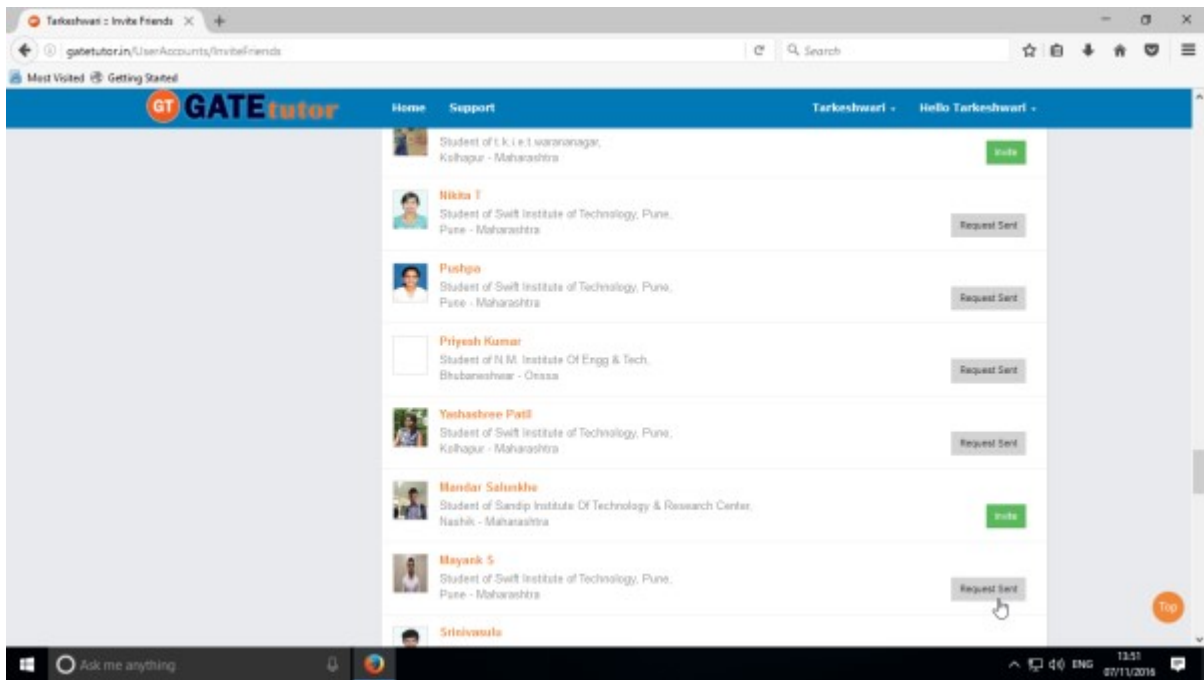 Tarkeshwari :: Invite Friends
gatetutor.in/UserAccounts/InviteFriends
Search
Most Visited Getting Started
GT GATEtutor Home Support Tarkeshwari Hello Tarkeshwari
Student of t.k.i.e.t.warananagar,
Kolhapur - Maharashtra
Invite
Nikita T
Student of Swift Institute of Technology, Pune,
Pune - Maharashtra
Request Sent
Pushpa
Student of Swift Institute of Technology, Pune,
Pune - Maharashtra
Request Sent
Priyesh Kumar
Student of N.M. Institute Of Engg & Tech,
Bhubaneshwar - Orissa
Request Sent
Yashashree Patil
Student of Swift Institute of Technology, Pune,
Kolhapur - Maharashtra
Request Sent
Mandar Salunkhe
Student of Sandip Institute Of Technology & Research Center,
Nashik - Maharashtra
Invite
Mayank S
Student of Swift Institute of Technology, Pune,
Pune - Maharashtra
Request Sent
Top
Srinivasulu
Ask me anything
ENG
13:51
07/11/2016